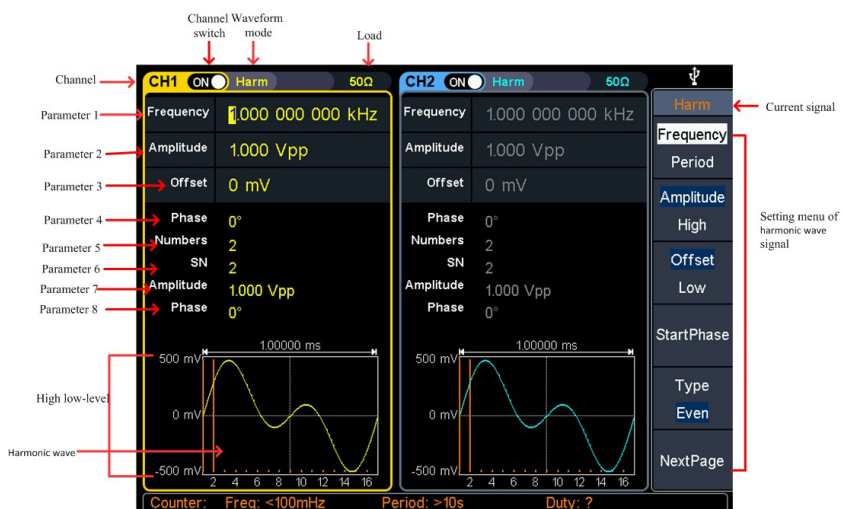 Channel Waveform
switch mode
Load
Channel
CH1 ON Harm 50Ω
CH2 ON Harm 50Ω
Harm
Current signal
Parameter 1
Frequency 1.000 000 000 kHz
Frequency 1.000 000 000 kHz
Frequency
Period
Parameter 2
Amplitude 1.000 Vpp
Amplitude 1.000 Vpp
Parameter 3
Offset 0 mV
Offset 0 mV
Amplitude
High
Parameter 4
Phase 0°
Phase 0°
Setting menu of
harmonic wave
signal
Parameter 5
Numbers 2
Numbers 2
Parameter 6
SN 2
SN 2
Offset
Low
Parameter 7
Amplitude 1.000 Vpp
Amplitude 1.000 Vpp
Parameter 8
Phase 0°
Phase 0°
StartPhase
1.00000 ms
1.00000 ms
500 mV
500 mV
High low-level
Type
Even
0 mV
0 mV
Harmonic wave
NextPage
-500 mV
-500 mV
2 4 6 8 10 12 14 16
2 4 6 8 10 12 14 16
Counter: Freq: <100mHz Period: >10s Duty: ?